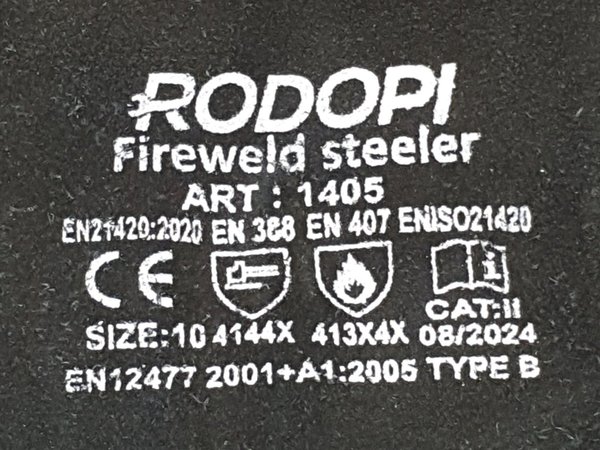 RODOPI
Fireweld steeler
ART : 1405
EN21420:2020 EN 388 EN 407 ENISO21420
CE i
CAT:II
SIZE:10 4144X 413X4X 08/2024
EN12477 2001+A1:2005 TYPE B